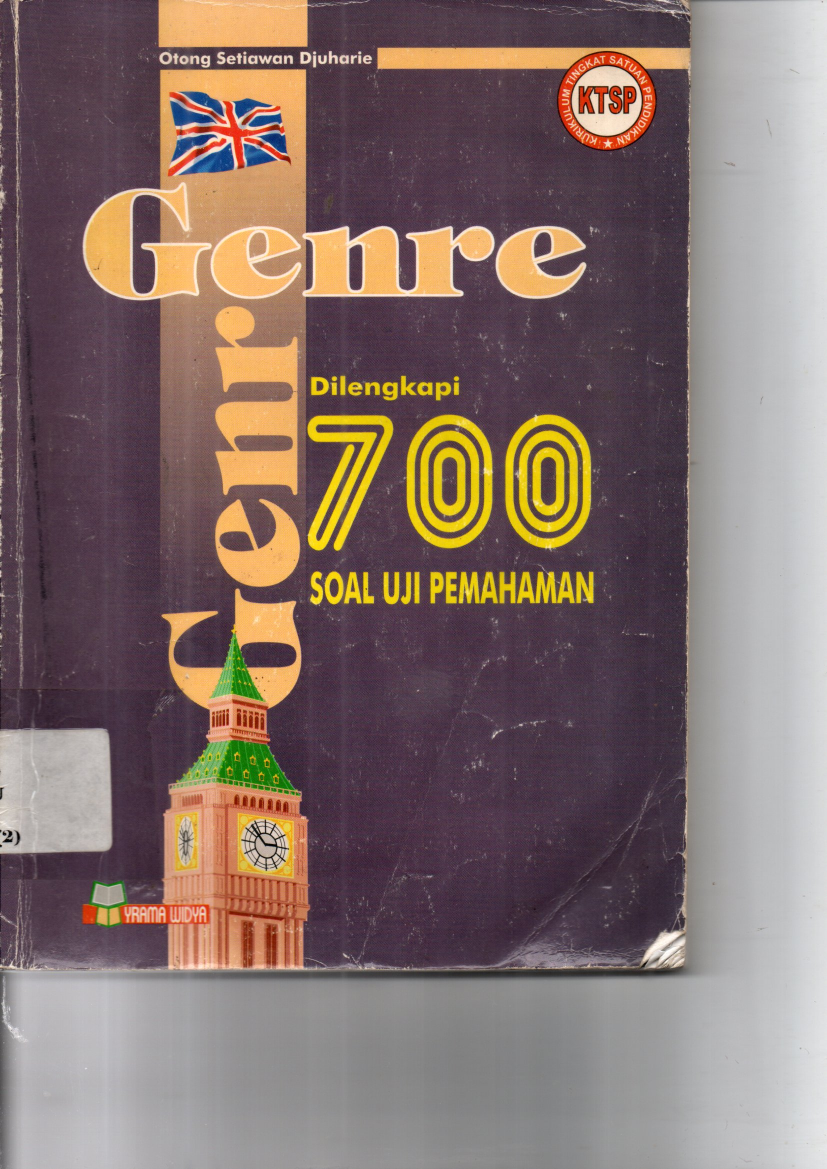 Otong Setiawan Djuharie
KURIKULUM TINGKAT SATUAN PENDIDIKAN
KTSP
Genre
Genre
Dilengkapi
700
SOAL UJI PEMAHAMAN
(2)
YRAMA WIDYA